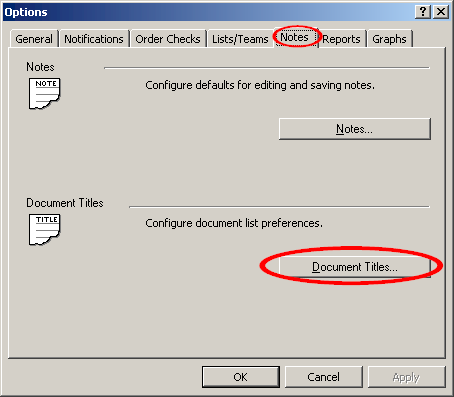 Options
General Notifications Order Checks Lists/Teams Notes Reports Graphs
Notes
NOTE
Configure defaults for editing and saving notes.
Notes...
Document Titles
TITLE
Configure document list preferences.
Document Titles...
OK Cancel Apply